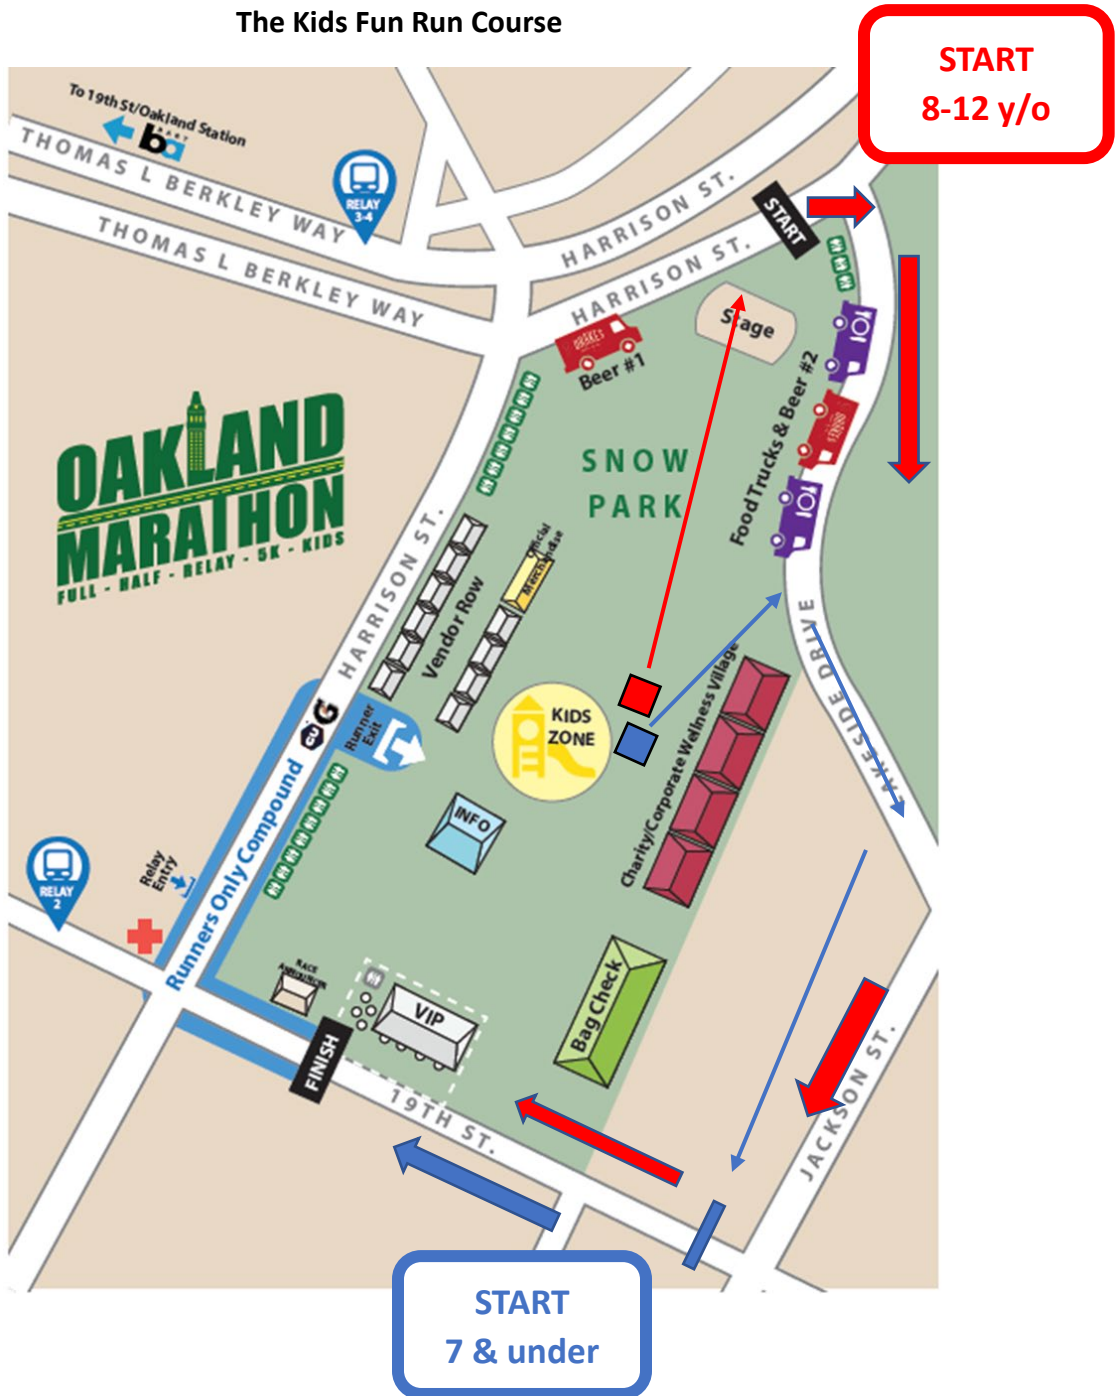 The Kids Fun Run Course
START
8-12 y/o
To 19th St/Oakland Station
BART
ba
THOMAS L BERKLEY WAY
RELAY
3-4
THOMAS L BERKLEY WAY
HARRISON ST.
HARRISON ST.
START
Stage
DRAKES
Beer #1
Food Trucks & Beer #2
OAKLAND
MARATHON
FULL - HALF - RELAY - 5K - KIDS
SNOW
PARK
HARRISON ST.
Vendor Row
Official
Merchandise
LAKESIDE DRIVE
KIDS
ZONE
Charity/Corporate Wellness Village
GU
G
Runner
Exit
INFO
Runners Only Compound
Relay
Entry
RELAY
2
VIP
Bag Check
FINISH
19TH ST.
JACKSON ST.
START
7 & under